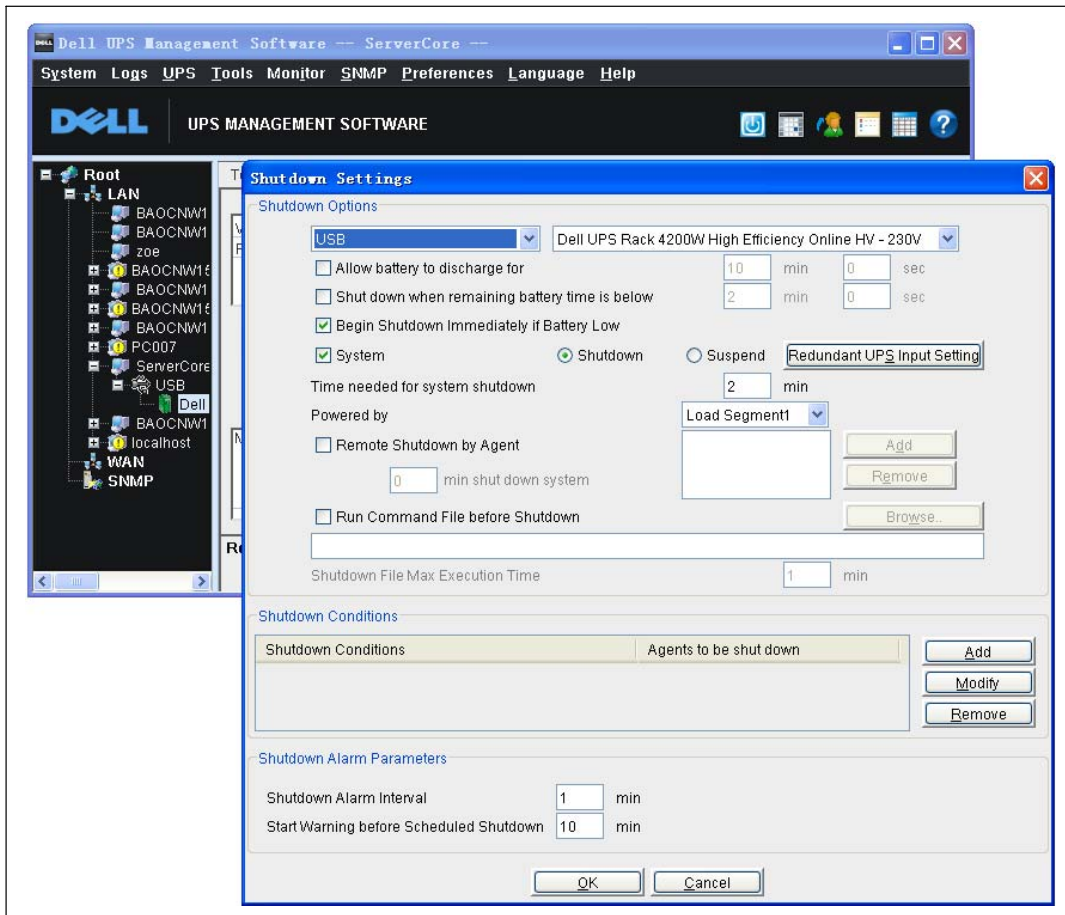 Dell UPS Management Software -- ServerCore --
System Logs UPS Tools Monitor SNMP Preferences Language Help
DELL UPS MANAGEMENT SOFTWARE
Root
LAN
BAOCNW1
BAOCNW1
zoe
BAOCNW16
BAOCNW1
BAOCNW16
BAOCNW1
PC007
ServerCore
USB
Dell
BAOCNW1
localhost
WAN
SNMP
Shutdown Settings
Shutdown Options
USB Dell UPS Rack 4200W High Efficiency Online HV - 230V
Allow battery to discharge for 10 min 0 sec
Shut down when remaining battery time is below 2 min 0 sec
Begin Shutdown Immediately if Battery Low
System Shutdown Suspend Redundant UPS Input Setting
Time needed for system shutdown 2 min
Powered by Load Segment1
Remote Shutdown by Agent Add
0 min shut down system Remove
Run Command File before Shutdown Browse..
Shutdown File Max Execution Time 1 min
Shutdown Conditions
Shutdown Conditions Agents to be shut down Add
Modify
Remove
Shutdown Alarm Parameters
Shutdown Alarm Interval 1 min
Start Warning before Scheduled Shutdown 10 min
OK Cancel